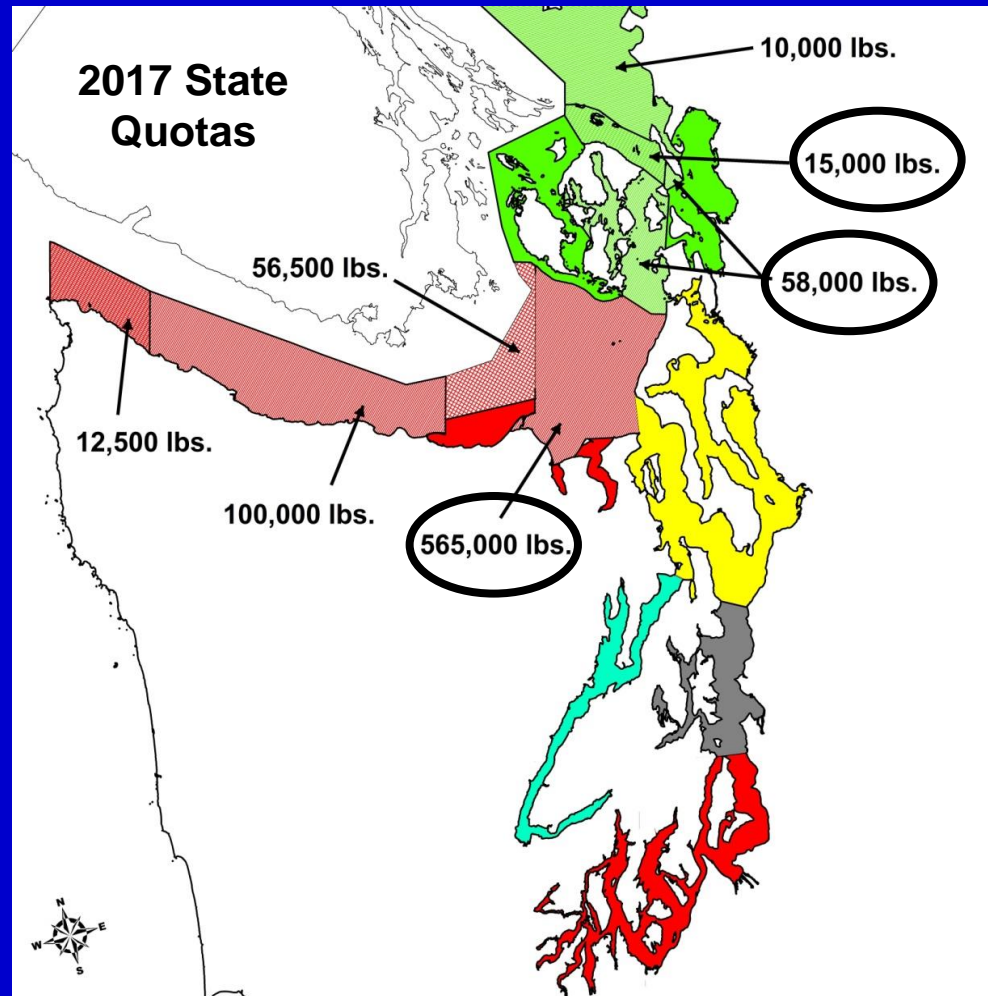 2017 State
Quotas
10,000 lbs.
15,000 lbs.
56,500 lbs.
58,000 lbs.
12,500 lbs.
100,000 lbs.
565,000 lbs.
N
W E
S